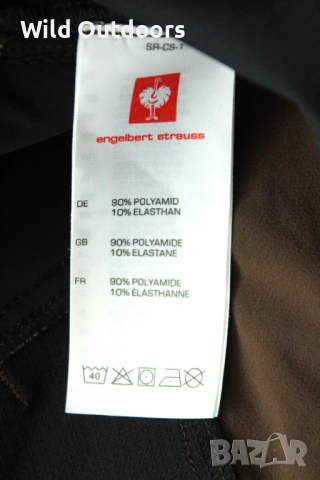 Wild Outdoors
SR-CS-1
engelbert strauss
DE 90% POLYAMID
10% ELASTHAN
GB 90% POLYAMIDE
10% ELASTANE
FR 90% POLYAMIDE
10% ÉLASTHANNE
40
BAZAR